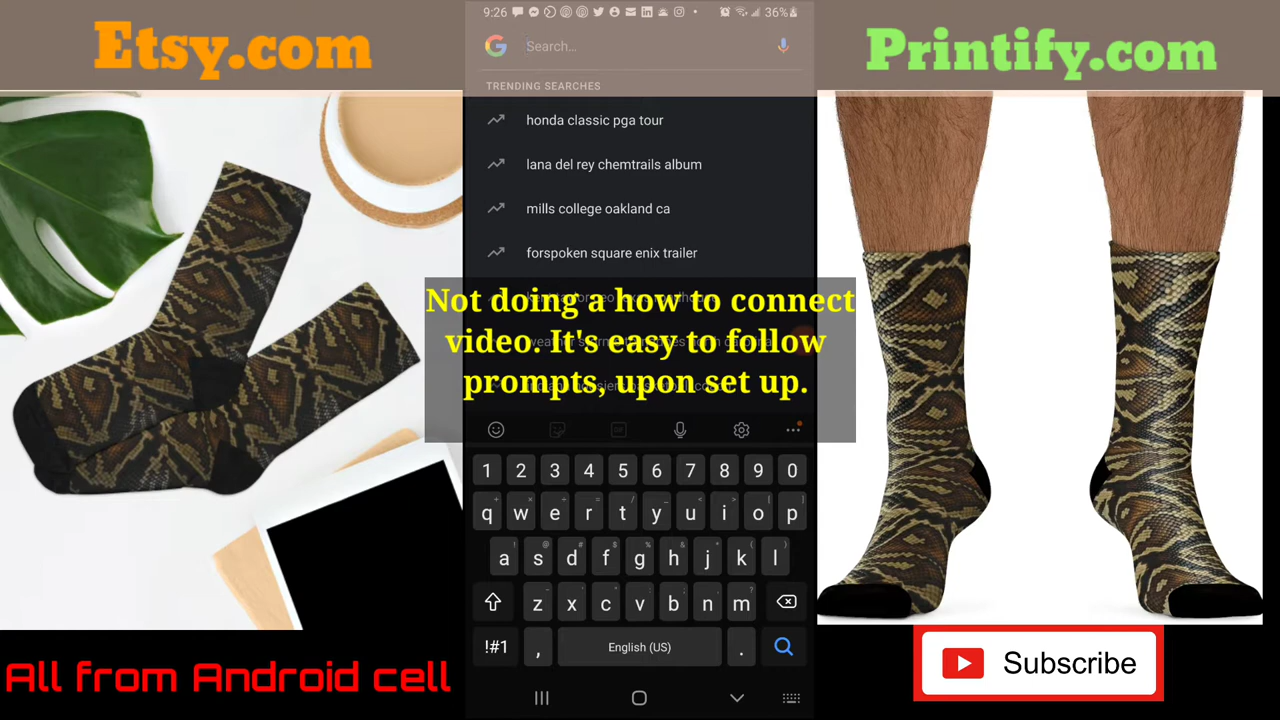 Etsy.com
9:26
36%
Search...
Printify.com
TRENDING SEARCHES
honda classic pga tour
lana del rey chemtrails album
mills college oakland ca
forspoken square enix trailer
Not doing a how to connect
video. It's easy to follow
prompts, upon set up.
GIF
1 2 3 4 5 6 7 8 9 0
q w e r t y u i o p
a s d f g h j k l
z x c v b n m
!#1 , English (US) .
All from Android cell
Subscribe